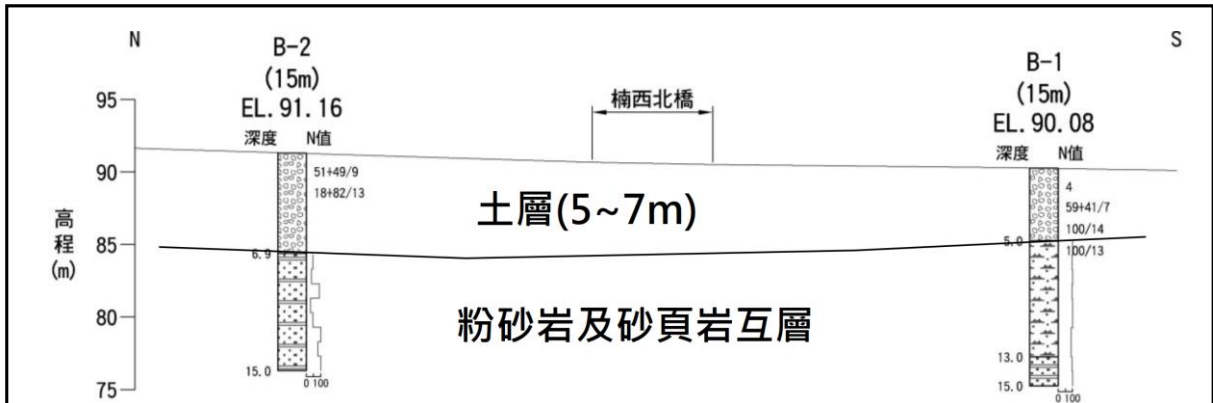 N
S
B-2
(15m)
EL. 91.16
深度 N值
楠西北橋
B-1
(15m)
EL. 90.08
深度 N值
95
90
85
80
75
高程(m)
51+49/9
18+82/13
6.9
15.0
0 100
土層(5~7m)
粉砂岩及砂頁岩互層
4
59+41/7
100/14
5.0
100/13
13.0
15.0
0 100